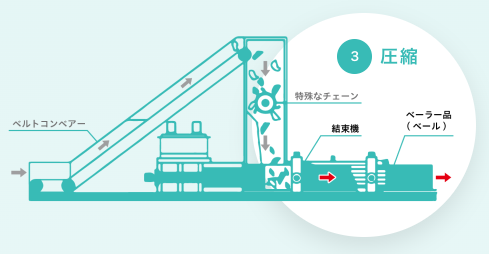 3 圧縮
特殊なチェーン
ベルトコンベアー
結束機
ベーラー品
(ベール)